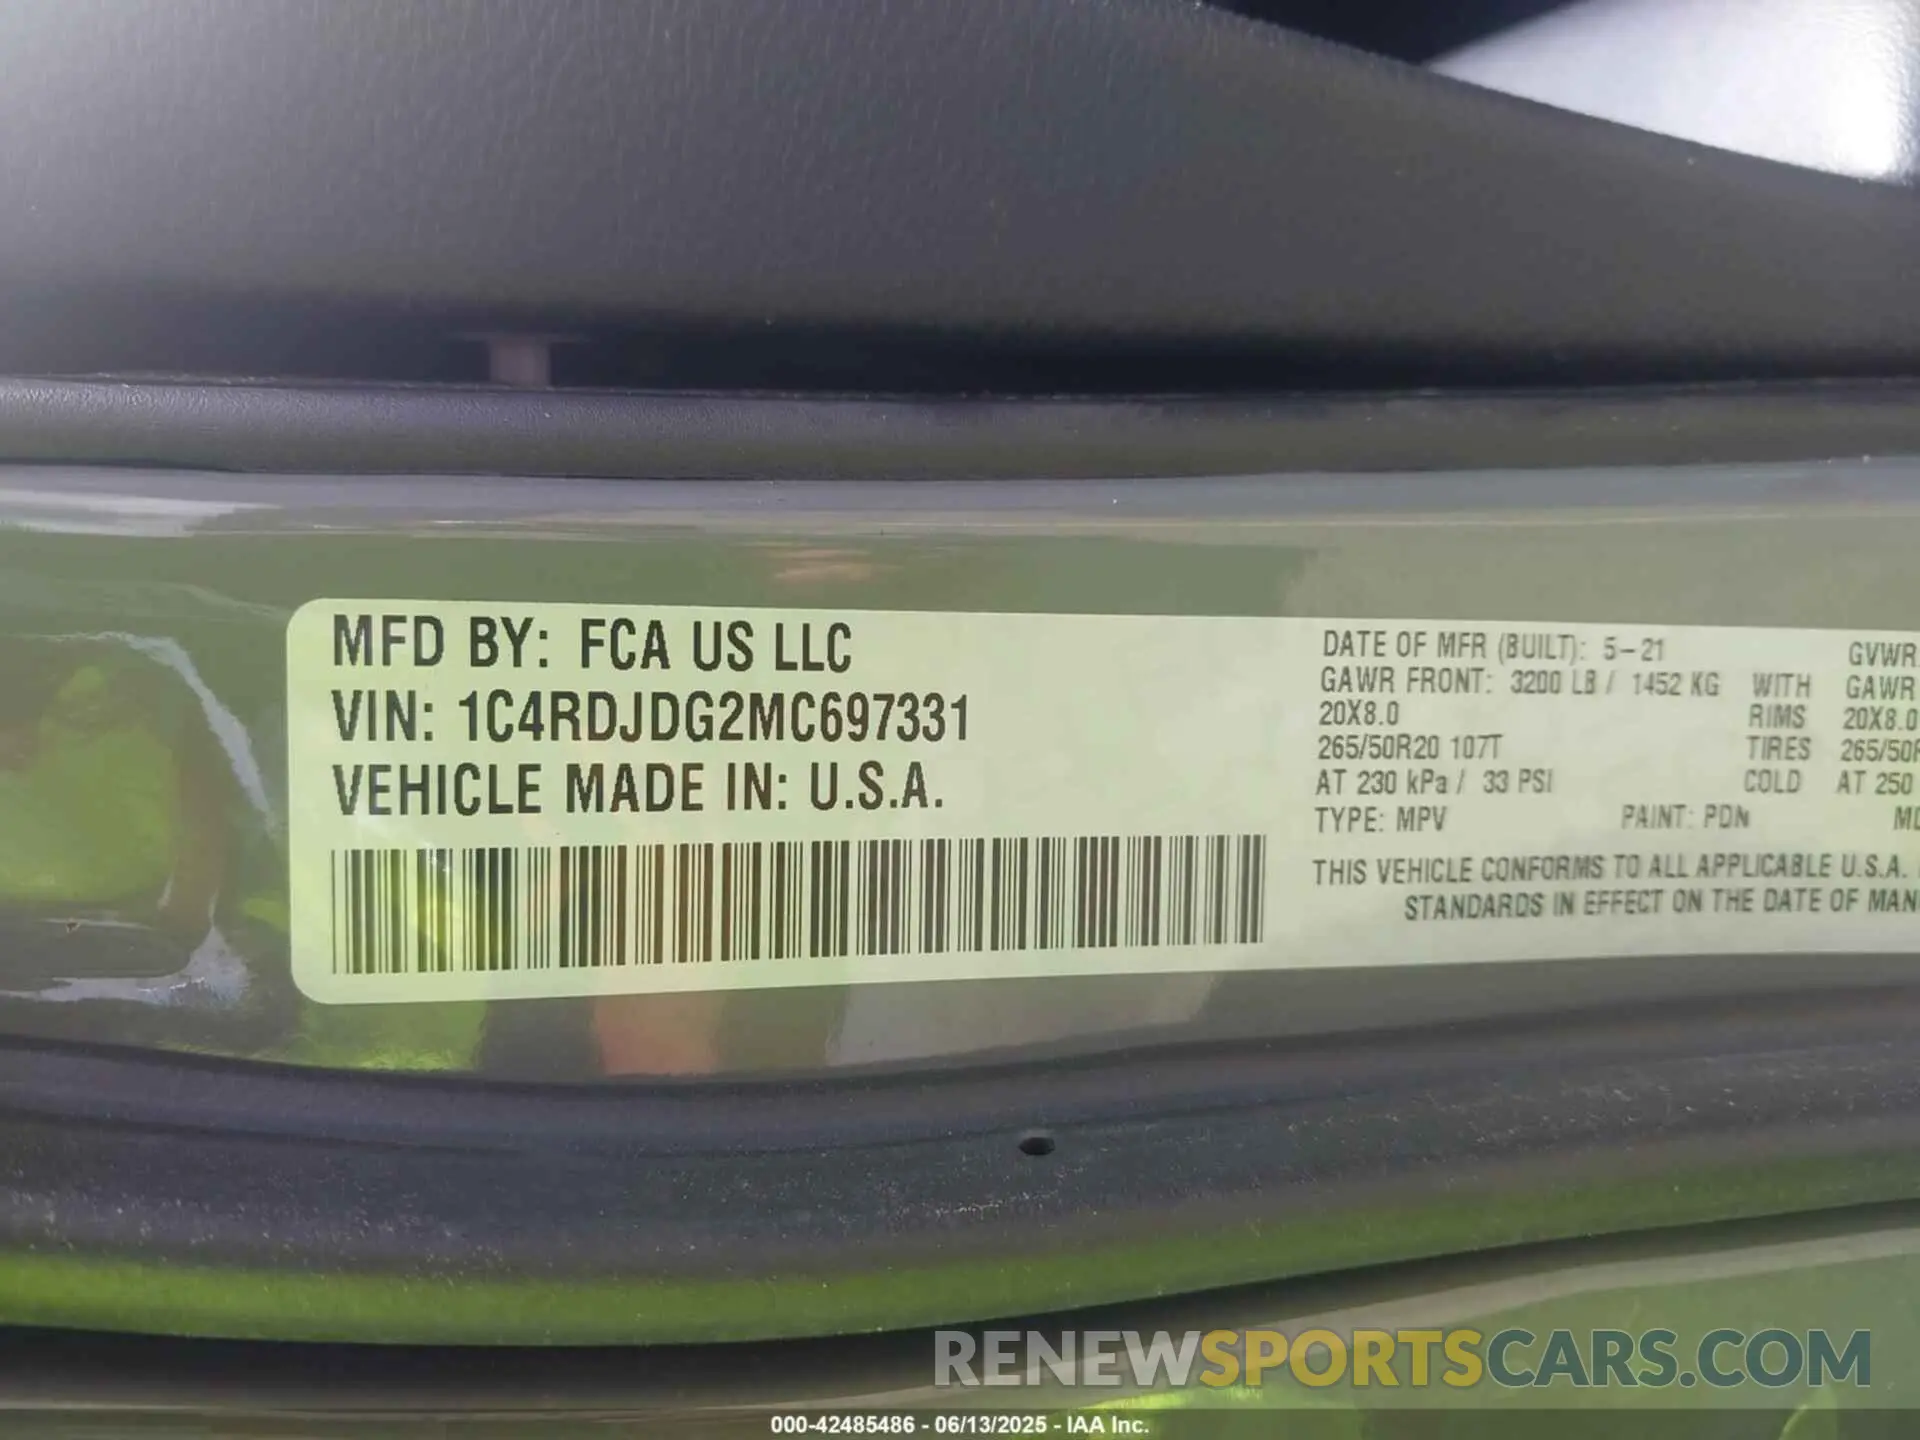 MFD BY: FCA US LLC
VIN: 1C4RDJDG2MC697331
VEHICLE MADE IN: U.S.A.
DATE OF MFR (BUILT): 5-21 GVWR
GAWR FRONT: 3200 LB / 1452 KG WITH GAWR
20X8.0 RIMS 20X8.0
265/50R20 107T TIRES 265/50R
AT 230 kPa / 33 PSI COLD AT 250
TYPE: MPV PAINT: PDN
THIS VEHICLE CONFORMS TO ALL APPLICABLE U.S.A.
STANDARDS IN EFFECT ON THE DATE OF MAN
RENEWSPORTSCARS.COM
000-42485486 - 06/13/2025 - IAA Inc.